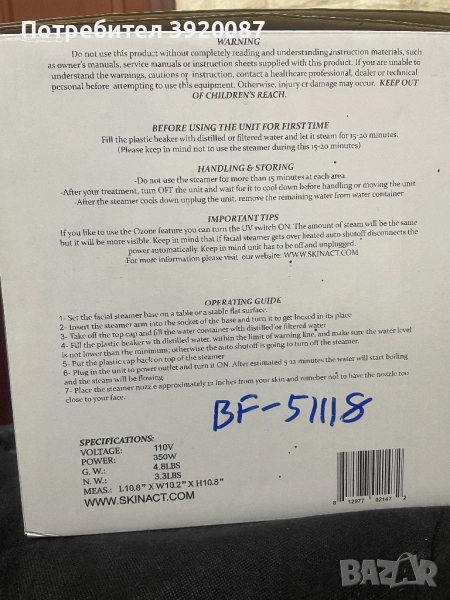 Потребител 3920087
WARNING
Do not use this product without completely reading and understanding instruction materials, such
as owner's manuals, service manuals or instruction sheets supplied with this product. If you are unable to
understand the warnings, cautions or instruction, contact a healthcare professional, dealer or technical
personel before attempting to use this equipment. Otherwise, injury or damage may occur. KEEP OUT
OF CHILDREN'S REACH.
BEFORE USING THE UNIT FOR FIRST TIME
Fill the plastic beaker with distilled or filtered water and let it steam for 15-20 minutes.
(Please keep in mind not to use the steamer during this 15-20 minutes)
HANDLING & STORING
-Do not use the steamer for more than 15 minutes at each area
-After your treatment, turn OFF the unit and wait for it to cool down before handling or moving the unit
-After the steamer cools down unplug the unit, remove the remaining water from water container
IMPORTANT TIPS
If you like to use the Ozone feature you can turn the UV switch ON. The amount of steam will be the same
but it will be more visible. Keep in mind that if facial steamer gets over heated auto shutoff disconnects the
power automatically. Keep in mind unit has to be off and unplugged.
For more information please visit our website: WWW.SKINACT.COM
OPERATING GUIDE
1- Set the facial steamer base on a table or a stable flat surface.
2- Insert the steamer arm into the socket of the base and turn it to get locked in its place
3- Take off the top cap and fill the water container with distilled or filtered water
4- Fill the plastic beaker with distilled water, within the limit of warning line, and make sure the water level
is not lower than the minimum; otherwise the auto shutoff is going to turn off the steamer.
5- Put the plastic cap back on top of the steamer.
6- Plug in the unit to power outlet and turn it ON. After estimated 5-12 minutes the water will start boiling
and the steam will be flowing.
7- Place the steamer nozzle approximately 12 inches from your skin and remember not to have the nozzle too
close to your face.
BF-51118
SPECIFICATIONS:
VOLTAGE: 110V
POWER: 350W
G. W.: 4.8LBS
N. W.: 3.3LBS
MEAS.: L10.8" X W10.2" X H10.8"
WWW.SKINACT.COM
8 12977 02147 2
BAZAR